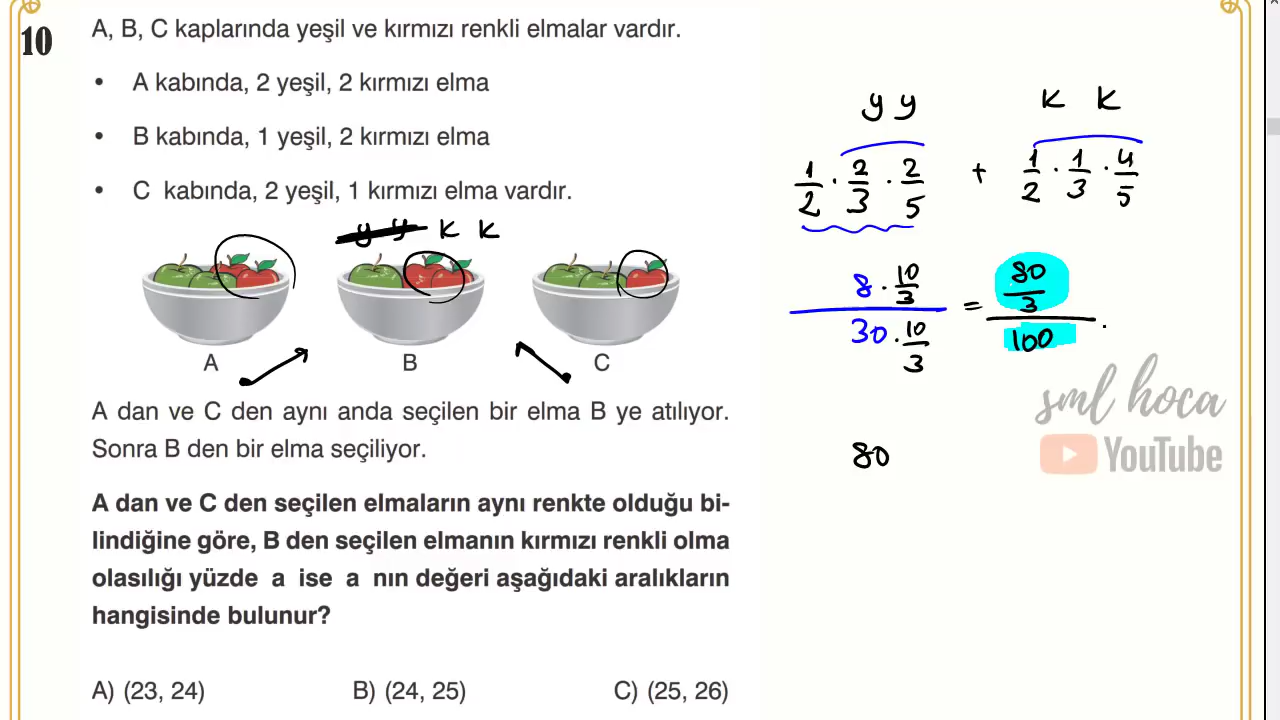 10
A, B, C kaplarında yeşil ve kırmızı renkli elmalar vardır.
• A kabında, 2 yeşil, 2 kırmızı elma
• B kabında, 1 yeşil, 2 kırmızı elma
• C kabında, 2 yeşil, 1 kırmızı elma vardır.
y y K K
A B C
A dan ve C den aynı anda seçilen bir elma B ye atılıyor.
Sonra B den bir elma seçiliyor.
A dan ve C den seçilen elmaların aynı renkte olduğu bi-
lindiğine göre, B den seçilen elmanın kırmızı renkli olma
olasılığı yüzde a ise a nın değeri aşağıdaki aralıkların
hangisinde bulunur?
A) (23, 24) B) (24, 25) C) (25, 26)
y y K K
1/2 · 2/3 · 2/5 + 1/2 · 1/3 · 4/5
8 · 10/3 / 30 · 10/3 = 80/3 / 100 .
80
sml hoca
YouTube